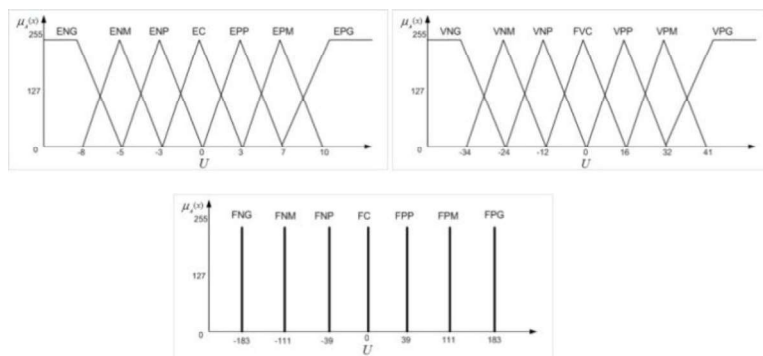 μₐ(x)
255
127
0
ENG ENM ENP EC EPP EPM EPG
-8 -5 -3 0 3 7 10
U
μₐ(x)
255
127
0
VNG VNM VNP FVC VPP VPM VPG
-34 -24 -12 0 16 32 41
U
μₐ(x)
255
127
0
FNG FNM FNP FC FPP FPM FPG
-183 -111 -39 0 39 111 183
U